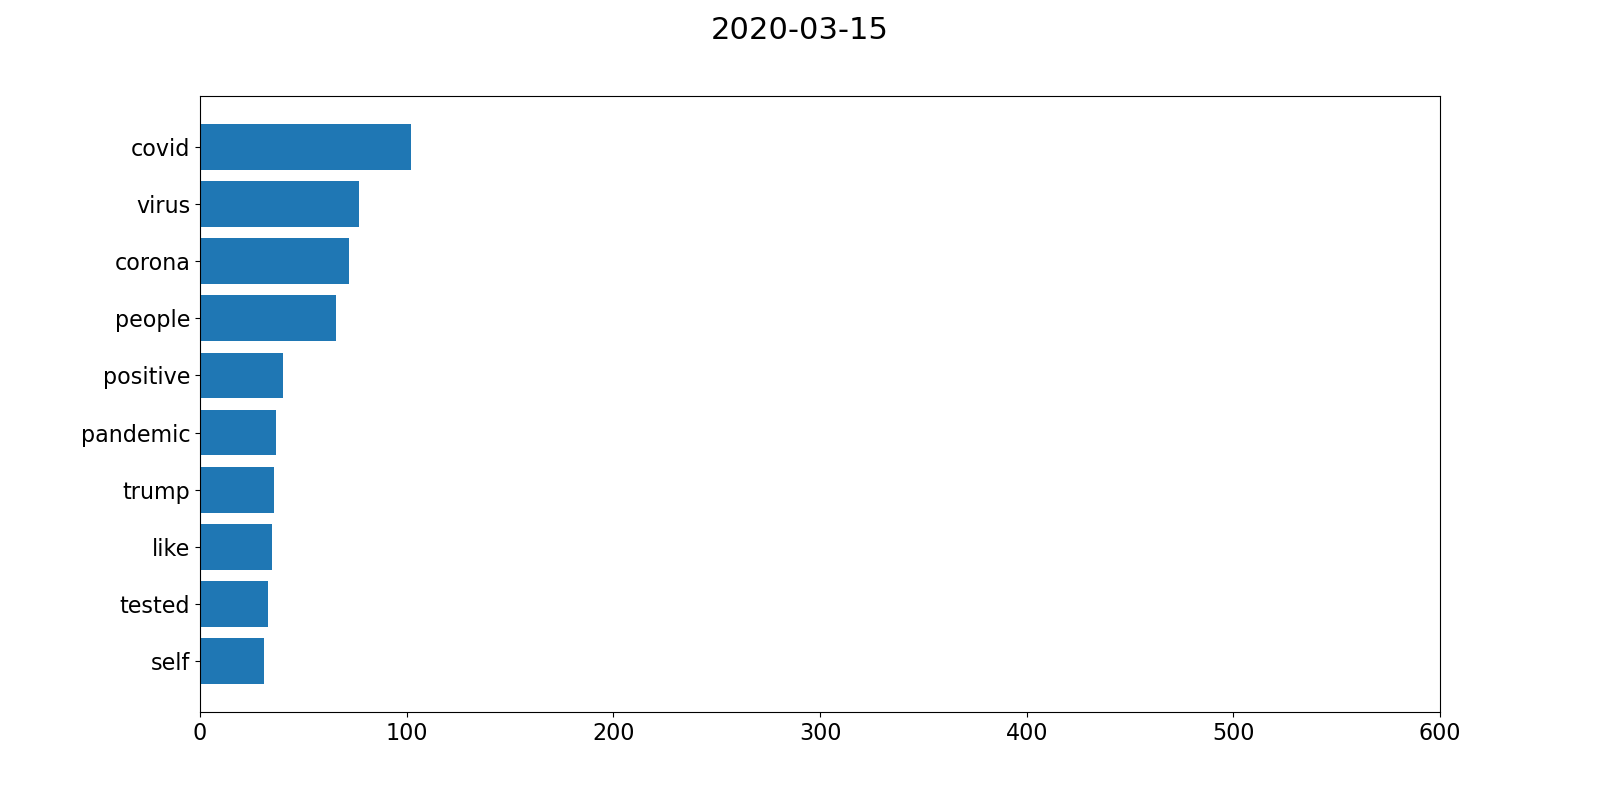 2020-03-15
covid
virus
corona
people
positive
pandemic
trump
like
tested
self
0 100 200 300 400 500 600